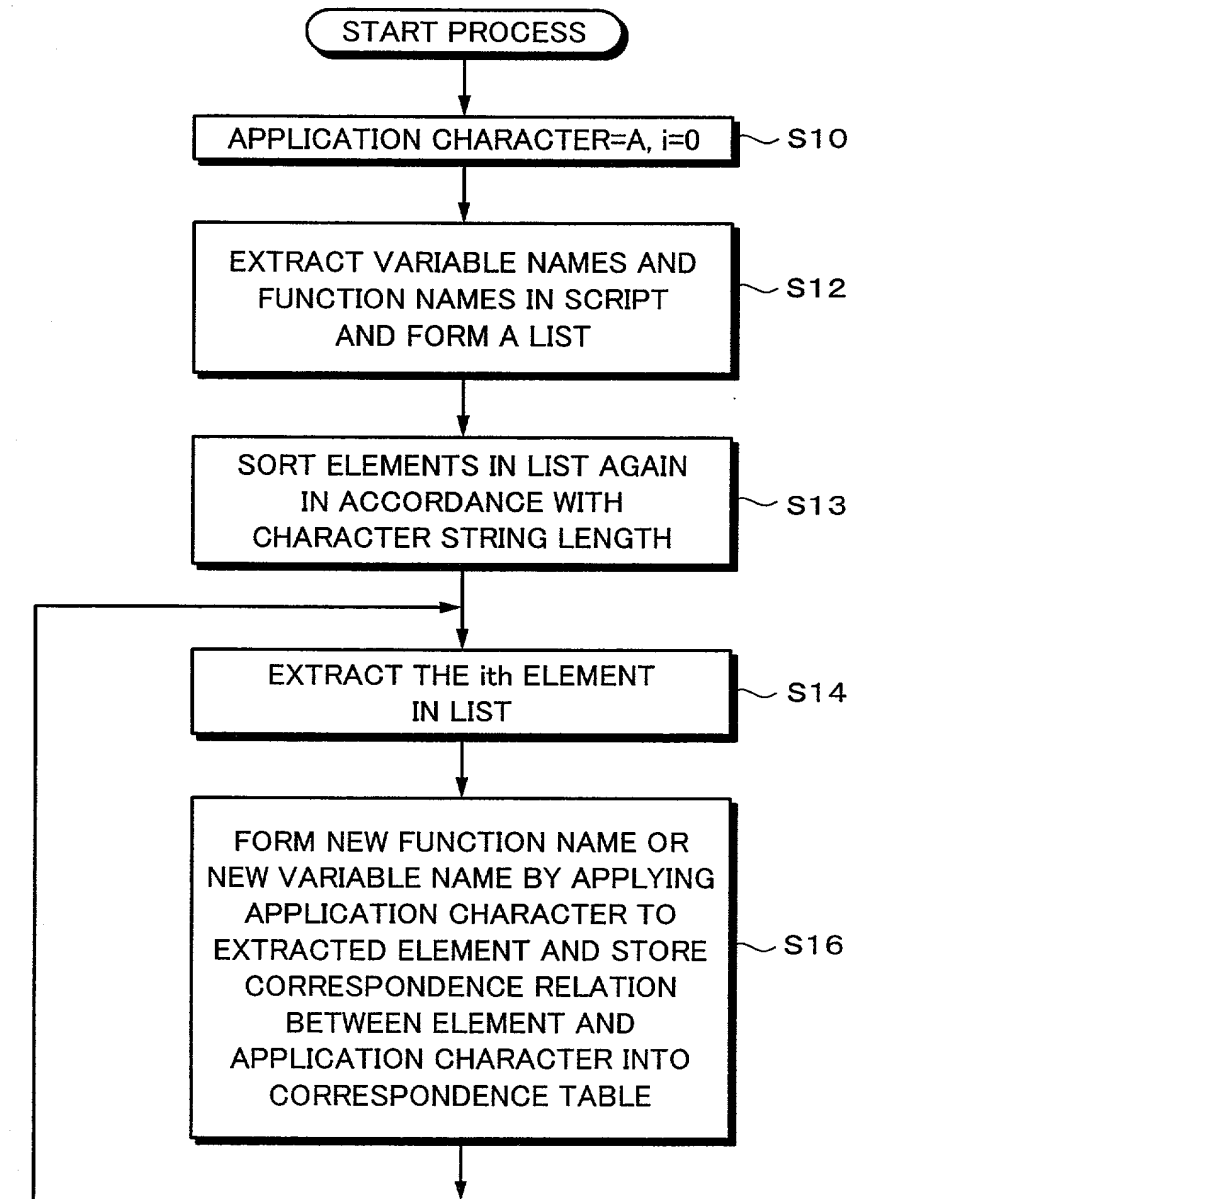 START PROCESS
APPLICATION CHARACTER=A, i=0
S10
EXTRACT VARIABLE NAMES AND
FUNCTION NAMES IN SCRIPT
AND FORM A LIST
S12
SORT ELEMENTS IN LIST AGAIN
IN ACCORDANCE WITH
CHARACTER STRING LENGTH
S13
EXTRACT THE ith ELEMENT
IN LIST
S14
FORM NEW FUNCTION NAME OR
NEW VARIABLE NAME BY APPLYING
APPLICATION CHARACTER TO
EXTRACTED ELEMENT AND STORE
CORRESPONDENCE RELATION
BETWEEN ELEMENT AND
APPLICATION CHARACTER INTO
CORRESPONDENCE TABLE
S16